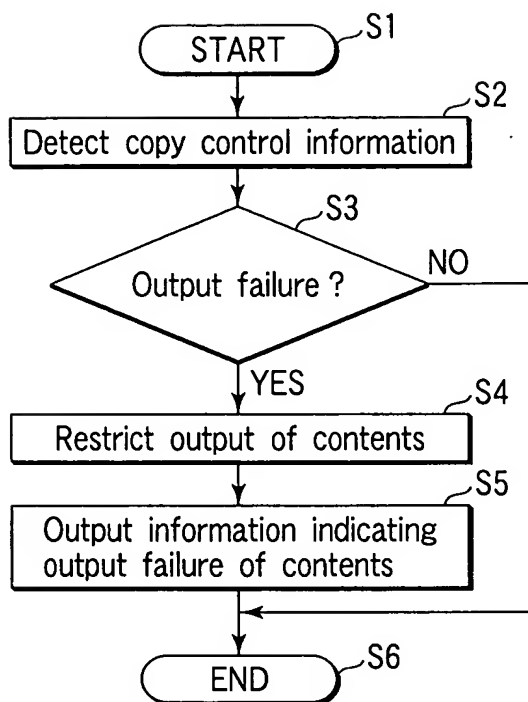 START
S1
S2
Detect copy control information
S3
Output failure?
NO
YES
S4
Restrict output of contents
S5
Output information indicating
output failure of contents
END
S6